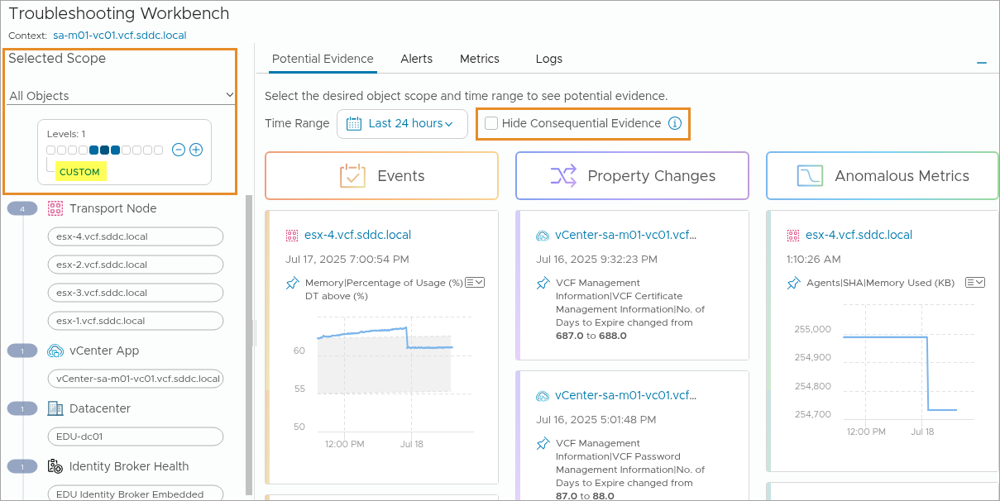 Troubleshooting Workbench
Context: sa-m01-vc01.vcf.sddc.local
Selected Scope
All Objects
Levels: 1
CUSTOM
4 Transport Node
esx-4.vcf.sddc.local
esx-2.vcf.sddc.local
esx-3.vcf.sddc.local
esx-1.vcf.sddc.local
1 vCenter App
vCenter-sa-m01-vc01.vcf.sddc.local
1 Datacenter
EDU-dc01
1 Identity Broker Health
EDU Identity Broker Embedded
Potential Evidence Alerts Metrics Logs
Select the desired object scope and time range to see potential evidence.
Time Range Last 24 hours Hide Consequential Evidence
Events
esx-4.vcf.sddc.local
Jul 17, 2025 7:00:54 PM
Memory|Percentage of Usage (%)
DT above (%)
60
55
50
12:00 PM Jul 18
Property Changes
vCenter-sa-m01-vc01.vcf...
Jul 16, 2025 9:32:23 PM
VCF Management
Information|VCF Certificate
Management Information|No. of
Days to Expire changed from
687.0 to 688.0
vCenter-sa-m01-vc01.vcf...
Jul 16, 2025 5:01:48 PM
VCF Management
Information|VCF Password
Management Information|No. of
Days to Expire changed from
87.0 to 88.0
Anomalous Metrics
esx-4.vcf.sddc.local
1:10:26 AM
Agents|SHA|Memory Used (KB)
255,000
254,900
254,800
254,700
12:00 PM Jul 18